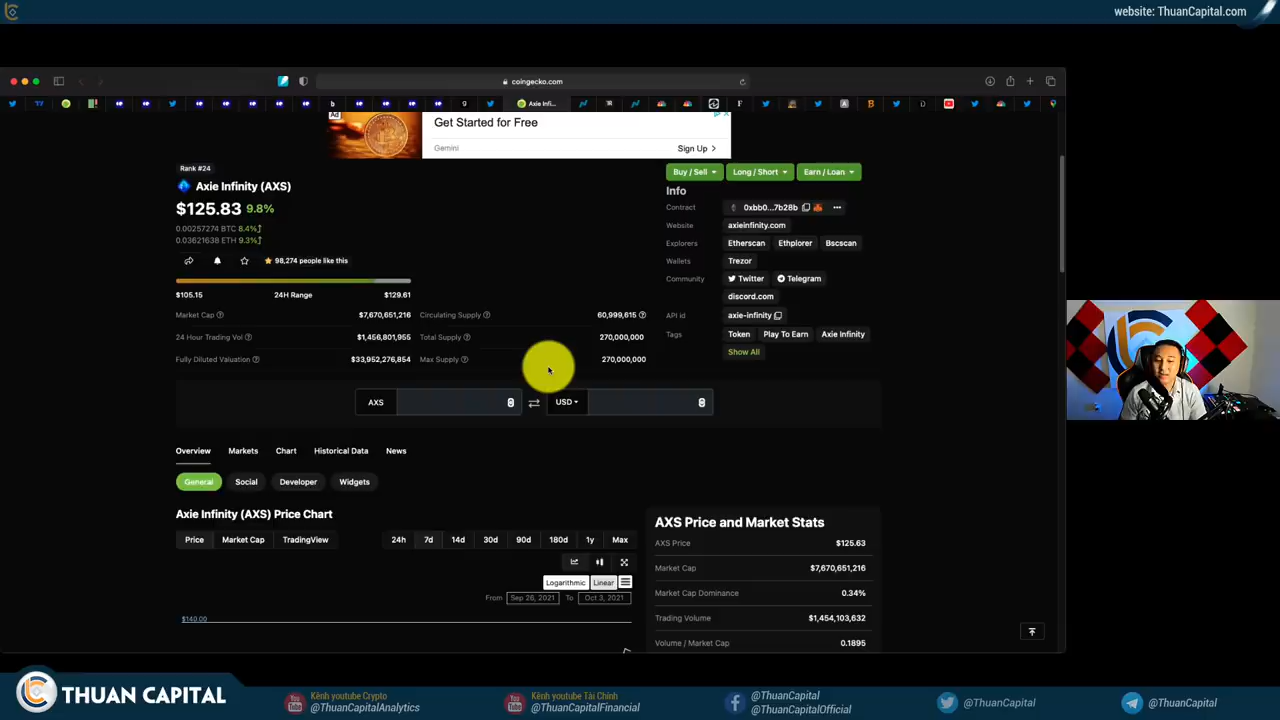 website: ThuanCapital.com
coingecko.com
Axie Infi...
Ad
Get Started for Free
Gemini
Sign Up
Rank #24
Axie Infinity (AXS)
$125.83 9.8%
0.00257274 BTC 8.4%
0.03621638 ETH 9.3%
98,274 people like this
$105.15 24H Range $129.61
Market Cap $7,670,651,216
24 Hour Trading Vol $1,456,801,955
Fully Diluted Valuation $33,952,276,854
Circulating Supply 60,999,615
Total Supply 270,000,000
Max Supply 270,000,000
Buy / Sell Long / Short Earn / Loan
Info
Contract 0xbb0...7b28b
Website axieinfinity.com
Explorers Etherscan Ethplorer Bscscan
Wallets Trezor
Community Twitter Telegram
discord.com
API id axie-infinity
Tags Token Play To Earn Axie Infinity
Show All
AXS 0 USD 0
Overview Markets Chart Historical Data News
General Social Developer Widgets
Axie Infinity (AXS) Price Chart
Price Market Cap TradingView
24h 7d 14d 30d 90d 180d 1y Max
Logarithmic Linear
From Sep 26, 2021 To Oct 3, 2021
$140.00
AXS Price and Market Stats
AXS Price $125.63
Market Cap $7,670,651,216
Market Cap Dominance 0.34%
Trading Volume $1,454,103,632
Volume / Market Cap 0.1895
THUAN CAPITAL
Kênh youtube Crypto
@ThuanCapitalAnalytics
Kênh youtube Tài Chính
@ThuanCapitalFinancial
@ThuanCapital
@ThuanCapitalOfficial
@ThuanCapital
@ThuanCapital